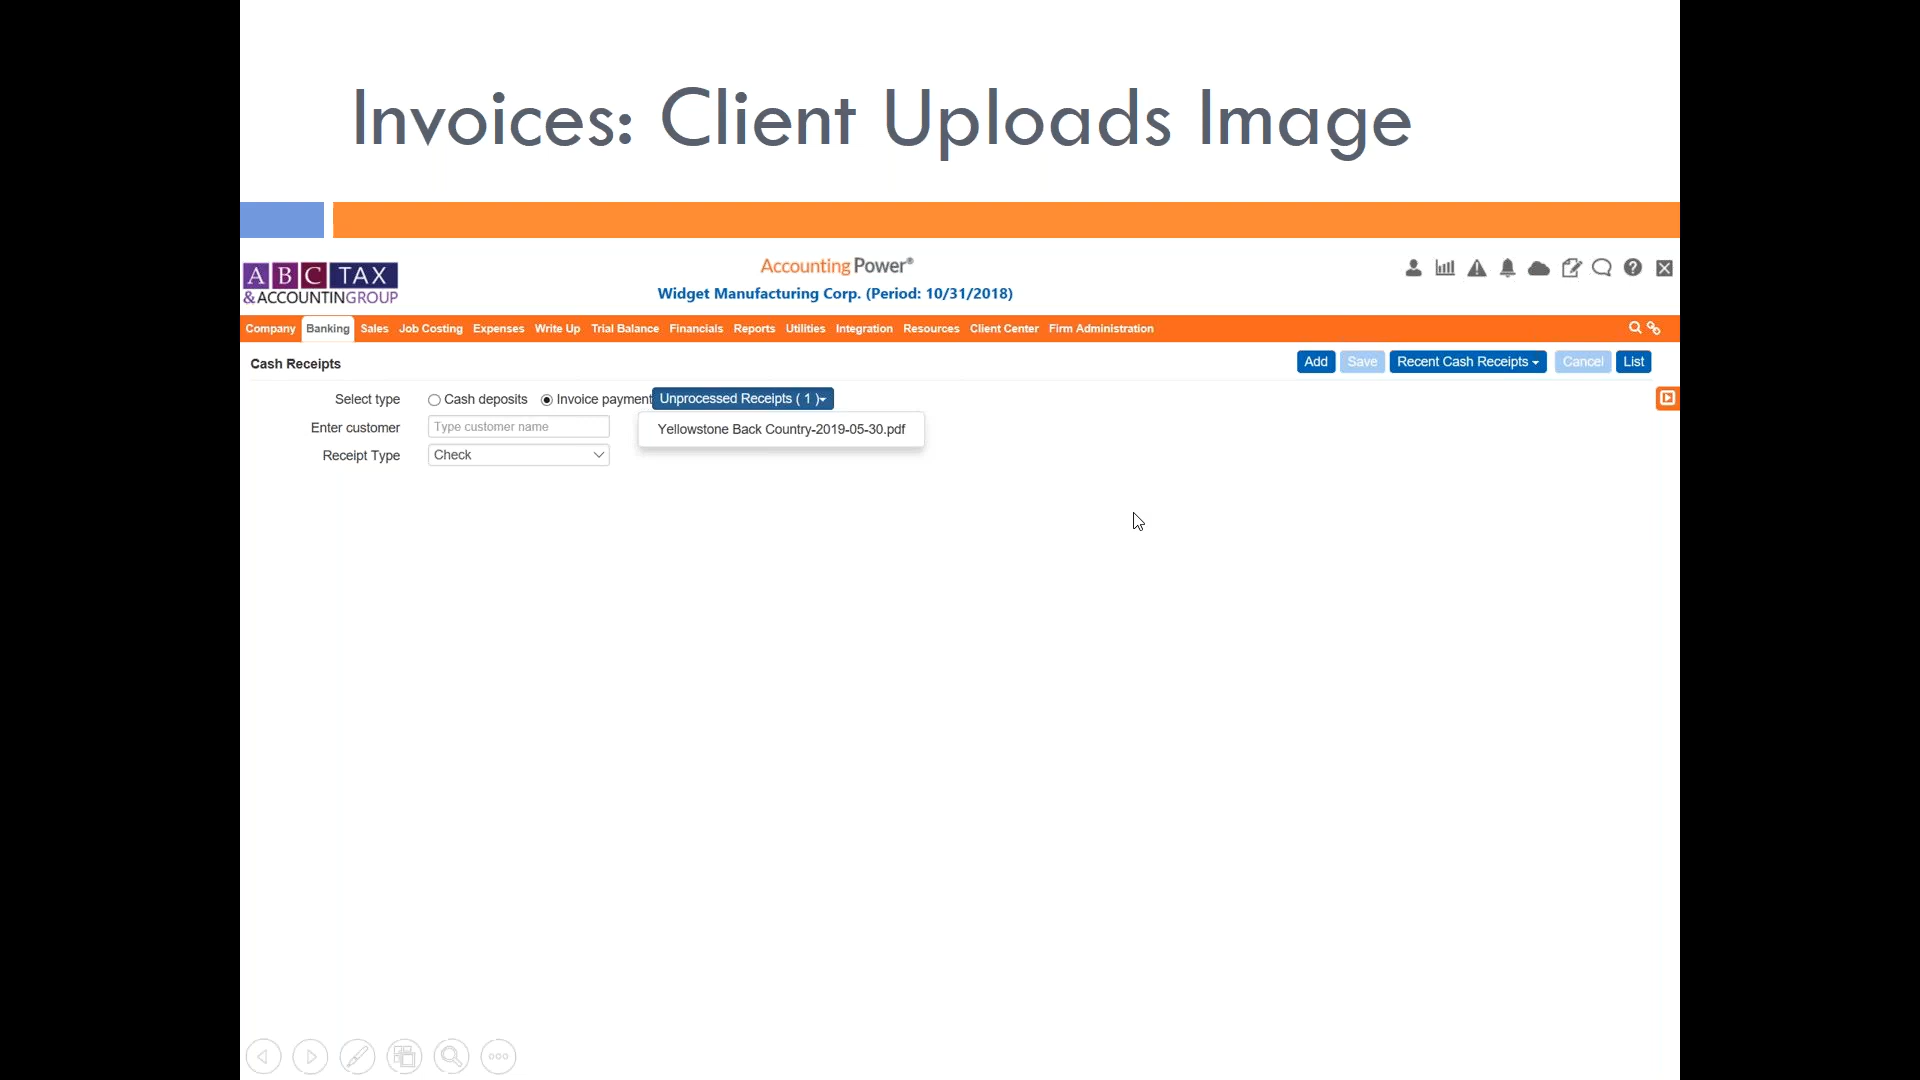 Invoices: Client Uploads Image
ABC TAX
&ACCOUNTINGGROUP
Accounting Power®
Widget Manufacturing Corp. (Period: 10/31/2018)
Company Banking Sales Job Costing Expenses Write Up Trial Balance Financials Reports Utilities Integration Resources Client Center Firm Administration
Cash Receipts Add Save Recent Cash Receipts Cancel List
Select type Cash deposits Invoice payment Unprocessed Receipts ( 1 )
Enter customer Type customer name Yellowstone Back Country-2019-05-30.pdf
Receipt Type Check